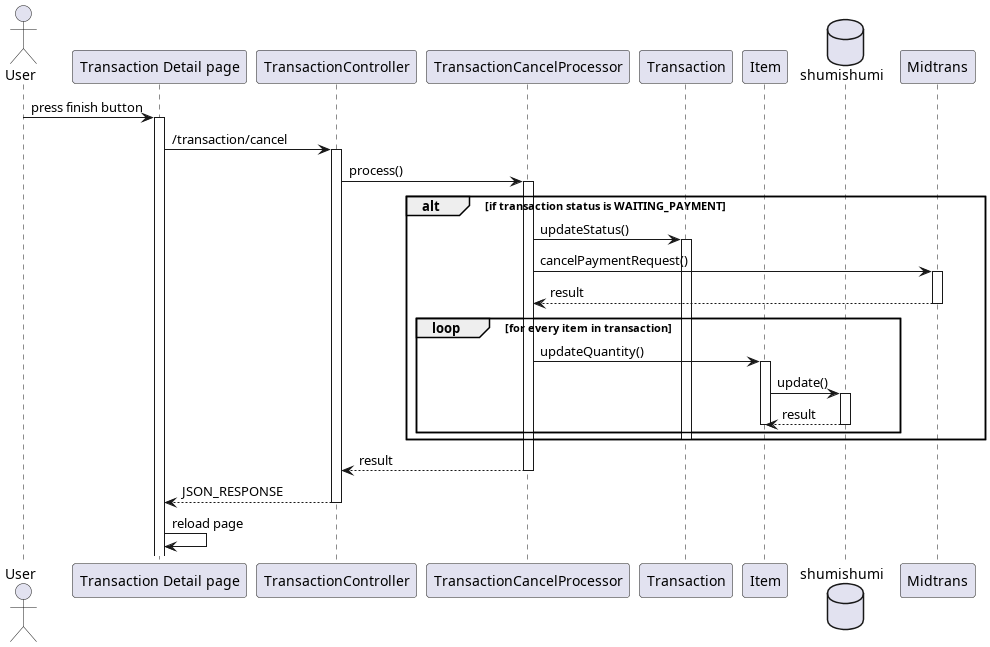 User
Transaction Detail page
TransactionController
TransactionCancelProcessor
Transaction
Item
shumishumi
Midtrans
press finish button
/transaction/cancel
process()
alt [if transaction status is WAITING_PAYMENT]
updateStatus()
cancelPaymentRequest()
result
loop [for every item in transaction]
updateQuantity()
update()
result
result
JSON_RESPONSE
reload page
User
Transaction Detail page
TransactionController
TransactionCancelProcessor
Transaction
Item
shumishumi
Midtrans